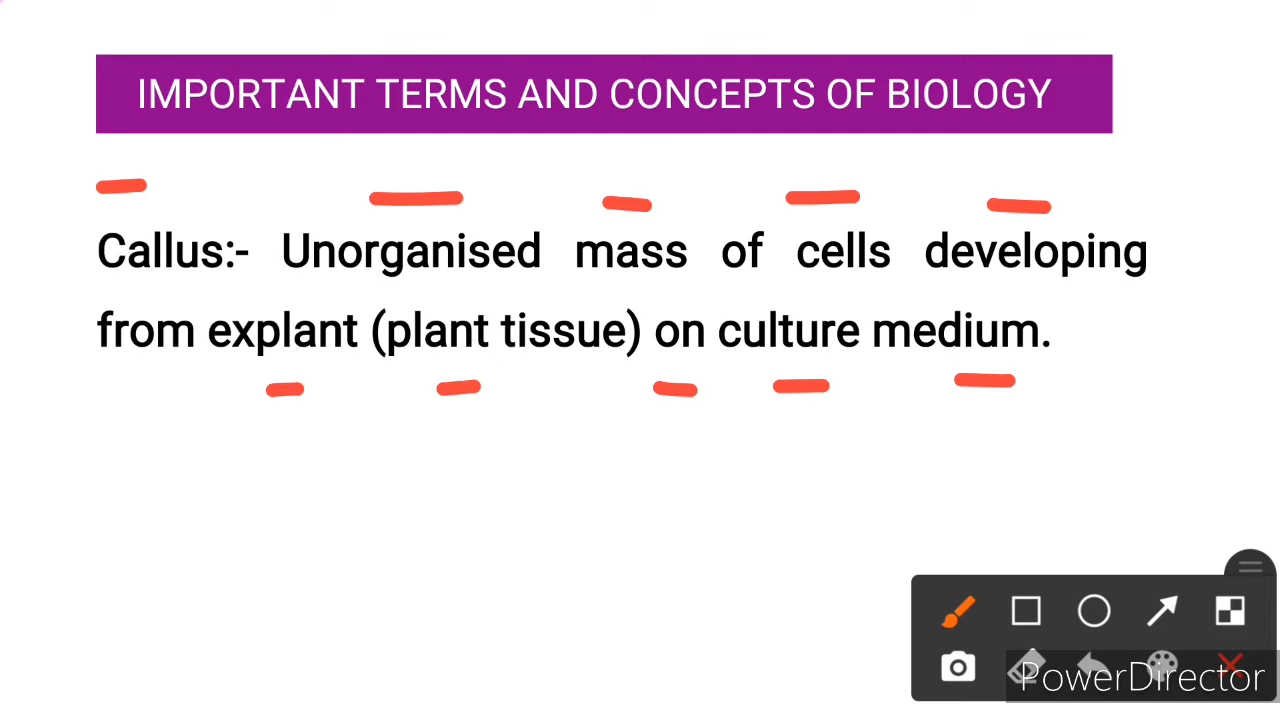 IMPORTANT TERMS AND CONCEPTS OF BIOLOGY
Callus:- Unorganised mass of cells developing
from explant (plant tissue) on culture medium.
PowerDirector